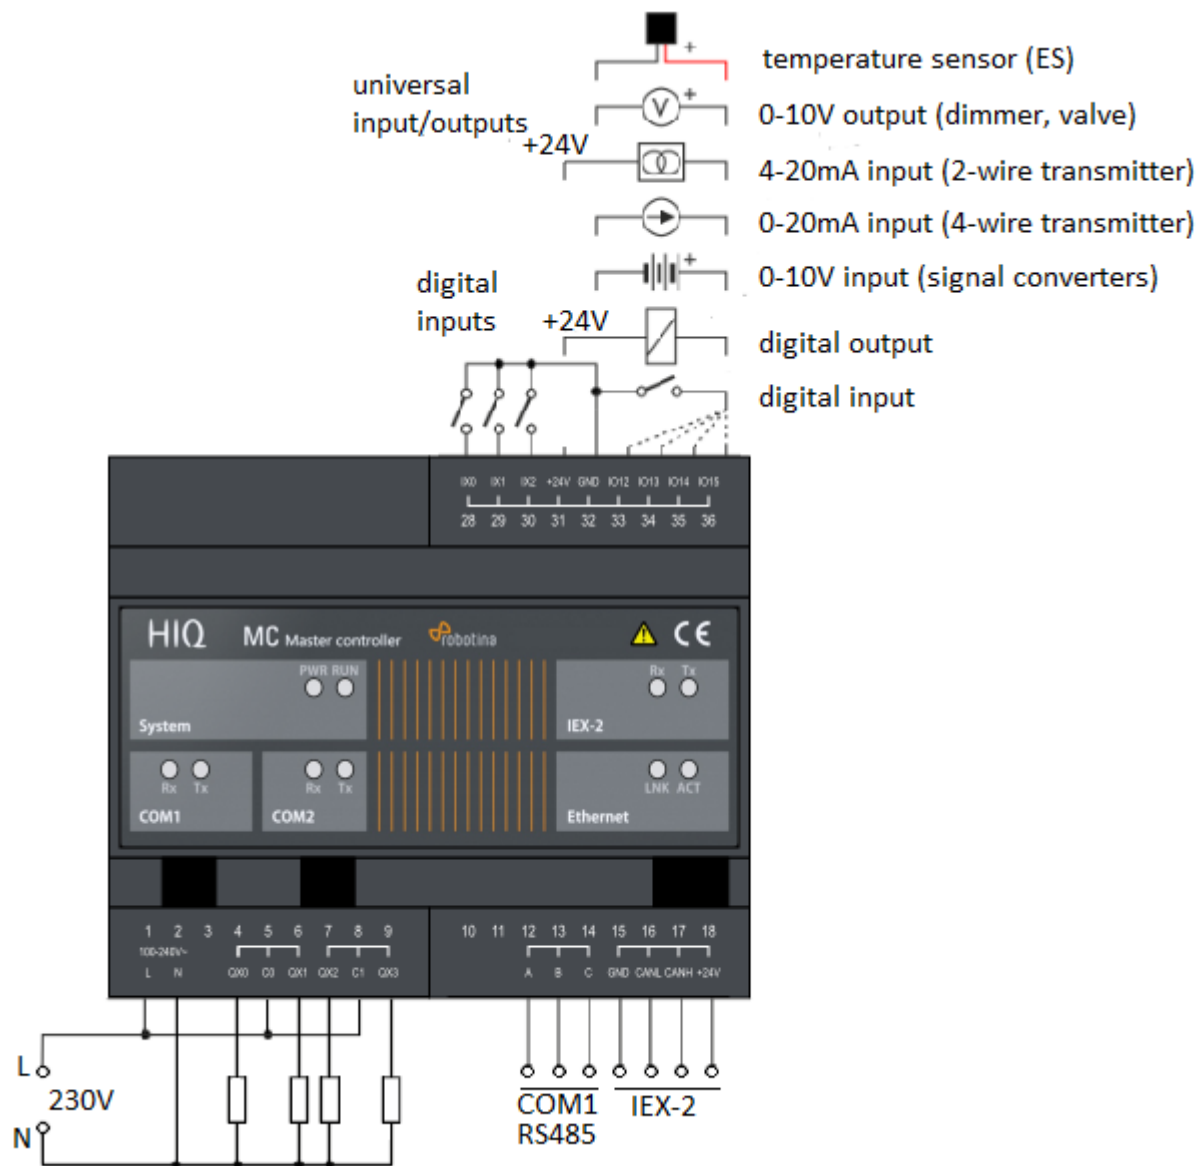 temperature sensor (ES)
universal
input/outputs
+
0-10V output (dimmer, valve)
V
+
+24V
4-20mA input (2-wire transmitter)
0-20mA input (4-wire transmitter)
0-10V input (signal converters)
+
digital
inputs
+24V
digital output
digital input
IX0 IX1 IX2 +24V GND IO12 IO13 IO14 IO15
28 29 30 31 32 33 34 35 36
HIQ MC Master controller robotina CE
PWR RUN
System
Rx Tx
IEX-2
Rx Tx
COM1
Rx Tx
COM2
LNK ACT
Ethernet
1 2 3 4 5 6 7 8 9 10 11 12 13 14 15 16 17 18
100-240V~
L N QX0 C0 QX1 QX2 C1 QX3 A B C GND CANL CANH +24V
L
230V
N
COM1
RS485
IEX-2